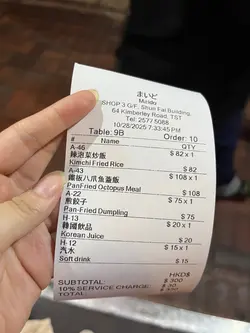 まいど
Maido
SHOP 3 G/F, Shun Fai Building,
64 Kimberley Road, TST
Tel: 2577 5088
10/28/2025 7:33:45 PM
Table: 9B Order: 10
# Name QTY
A-46
辣泡菜炒飯 $ 82 x 1
Kimchi Fried Rice $ 82
A-43
鐵板八爪魚蓋飯 $ 108 x 1
PanFried Octopus Meal $ 108
A-22
煎餃子 $ 75 x 1
Pan-Fried Dumpling $ 75
H-13
韓國飲品 $ 20 x 1
Korean Juice $ 20
H-12
汽水 $ 15 x 1
Soft drink $ 15
HKD$
SUBTOTAL: $ 300
10% SERVICE CHARGE: $ 30
TOTAL